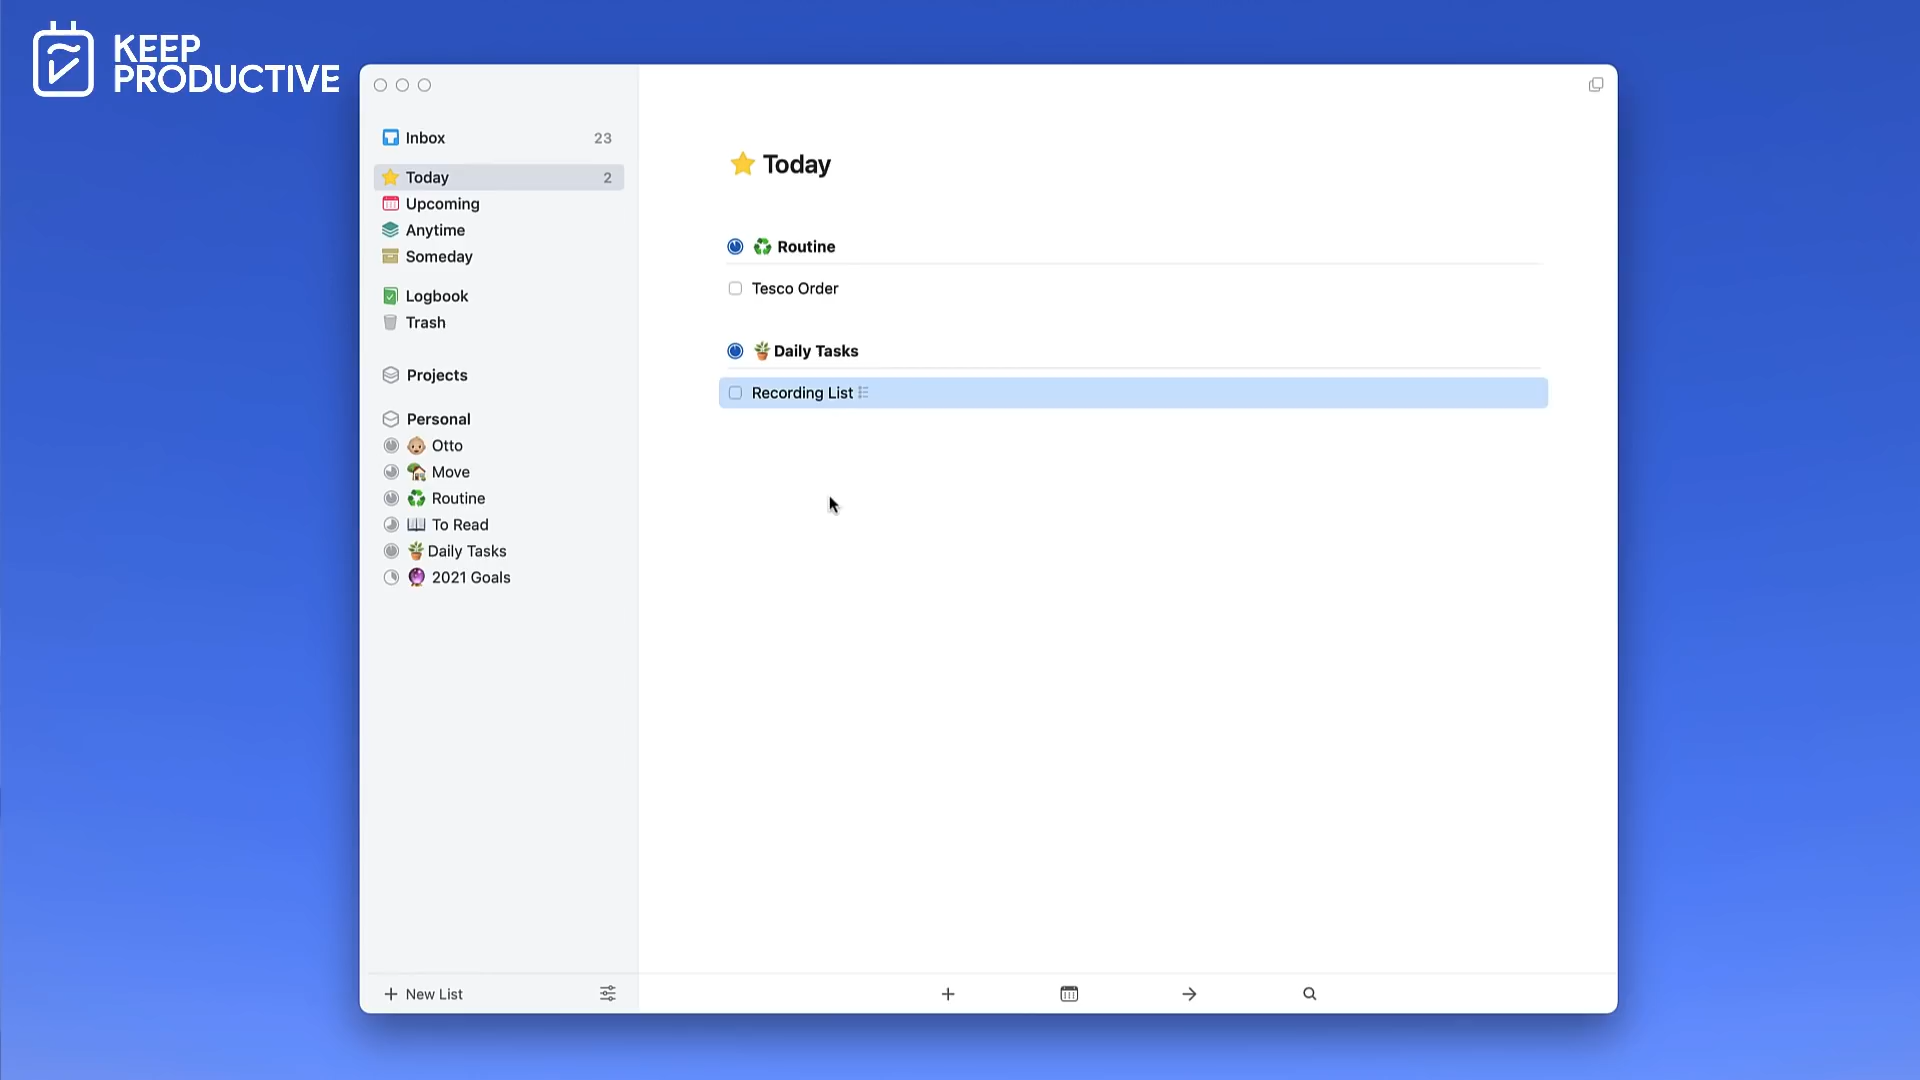 KEEP
PRODUCTIVE
Inbox 23
Today 2
Upcoming
Anytime
Someday
Logbook
Trash
Projects
Personal
Otto
Move
Routine
To Read
Daily Tasks
2021 Goals
New List
Today
Routine
Tesco Order
Daily Tasks
Recording List